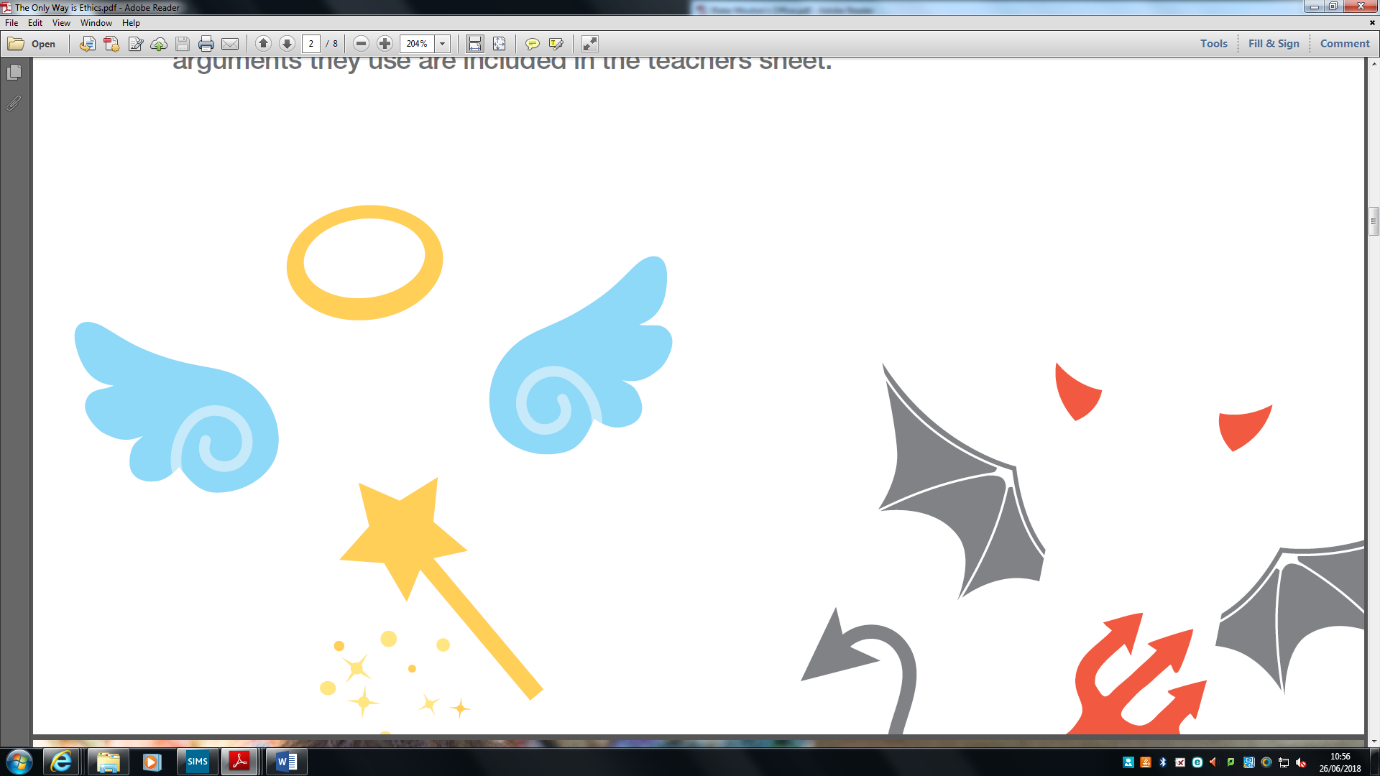 The Only Way is Ethics.pdf - Adobe Reader
File Edit View Window Help
Open 2 / 8 204% Tools Fill & Sign Comment
arguments they use are included in the teachers sheet.
SIMS
10:56
26/06/2018